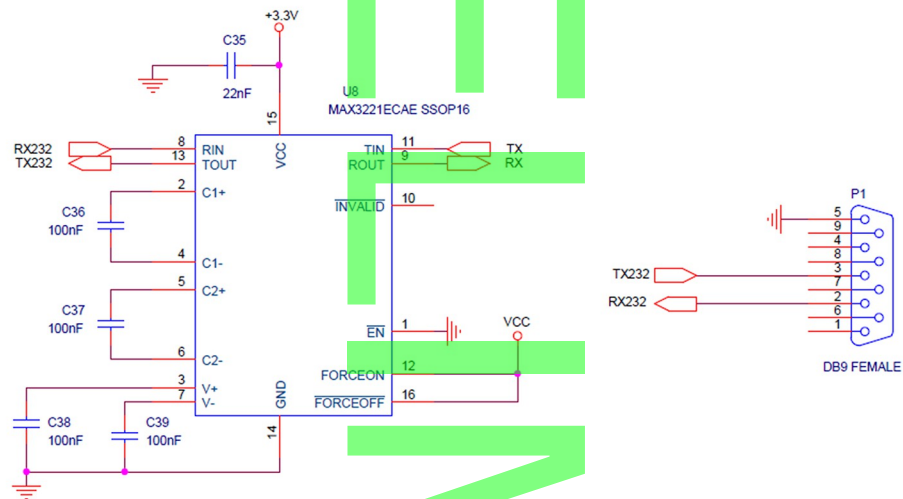 +3.3V
C35
22nF
U8
MAX3221ECAE SSOP16
15
VCC
RX232
8
RIN
TIN
11
TX
TX232
13
TOUT
ROUT
9
RX
2
C1+
INVALID
10
C36
100nF
4
C1-
5
C2+
C37
100nF
EN
1
VCC
6
C2-
FORCEON
12
3
V+
7
V-
FORCEOFF
16
GND
14
C38
100nF
C39
100nF
P1
5
9
4
8
TX232
3
7
RX232
2
6
1
DB9 FEMALE